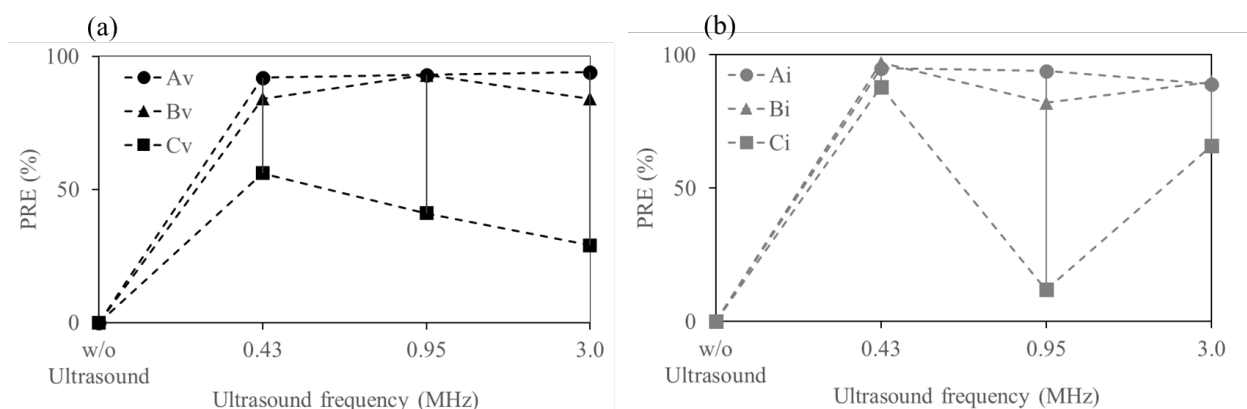 (a)
100
50
0
PRE (%)
Av
Bv
Cv
w/o
Ultrasound
0.43
0.95
3.0
Ultrasound frequency (MHz)
(b)
100
50
0
PRE (%)
Ai
Bi
Ci
w/o
Ultrasound
0.43
0.95
3.0
Ultrasound frequency (MHz)